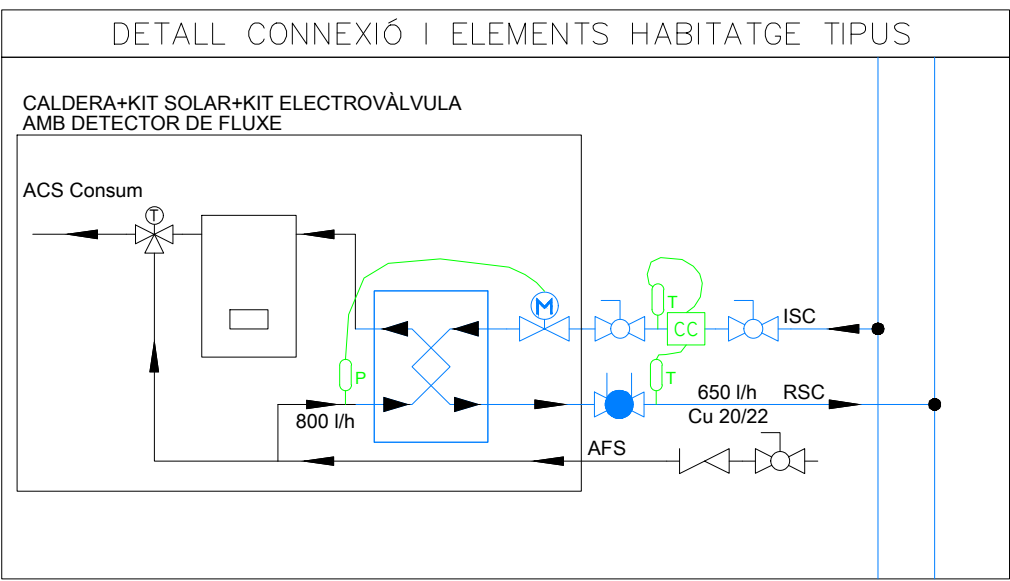 DETALL CONNEXIÓ I ELEMENTS HABITATGE TIPUS
CALDERA+KIT SOLAR+KIT ELECTROVÀLVULA
AMB DETECTOR DE FLUXE
ACS Consum
T
M
T
CC
ISC
P
T
800 l/h
650 l/h
RSC
Cu 20/22
AFS